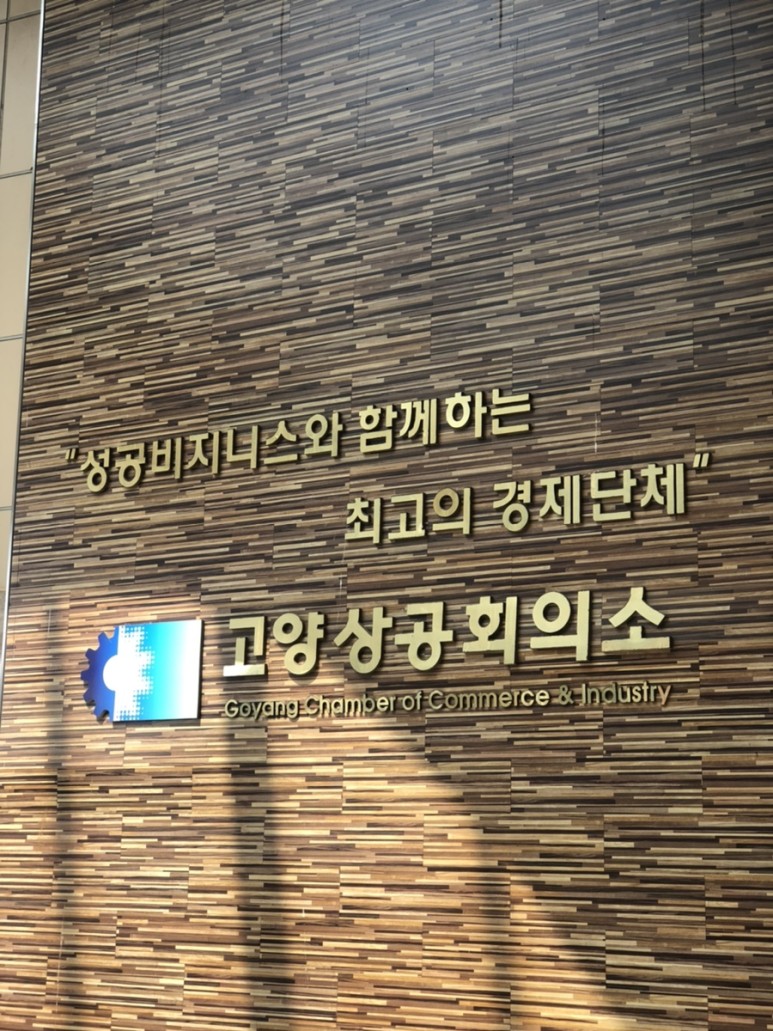 "성공비지니스와 함께하는
최고의 경제단체"
고양상공회의소
Goyang Chamber of Commerce & Industry